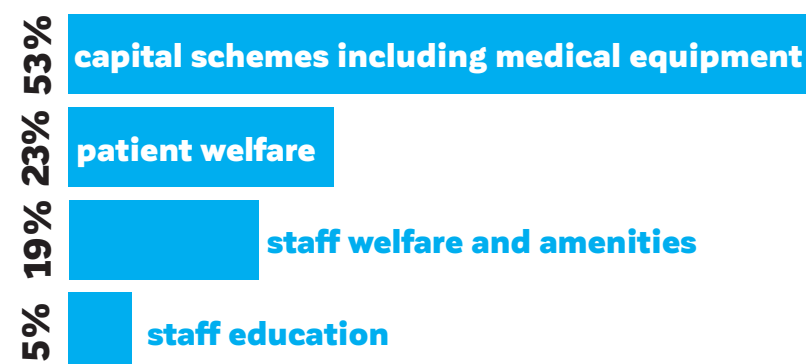 53%
capital schemes including medical equipment
23%
patient welfare
19%
staff welfare and amenities
5%
staff education